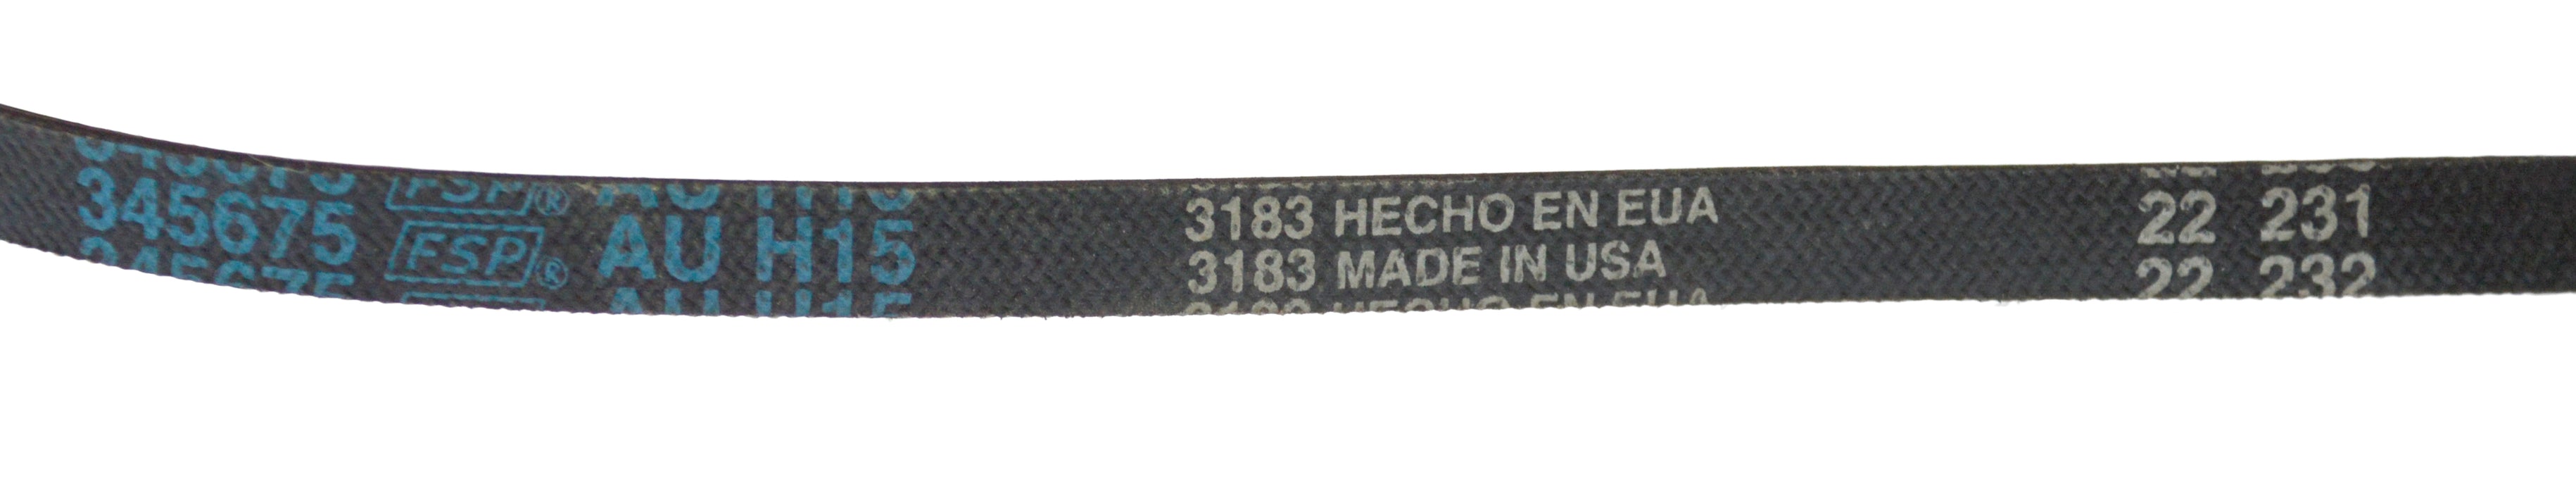 345675 FSP® AU H15
3183 HECHO EN EUA 22 231
3183 MADE IN USA 22 232